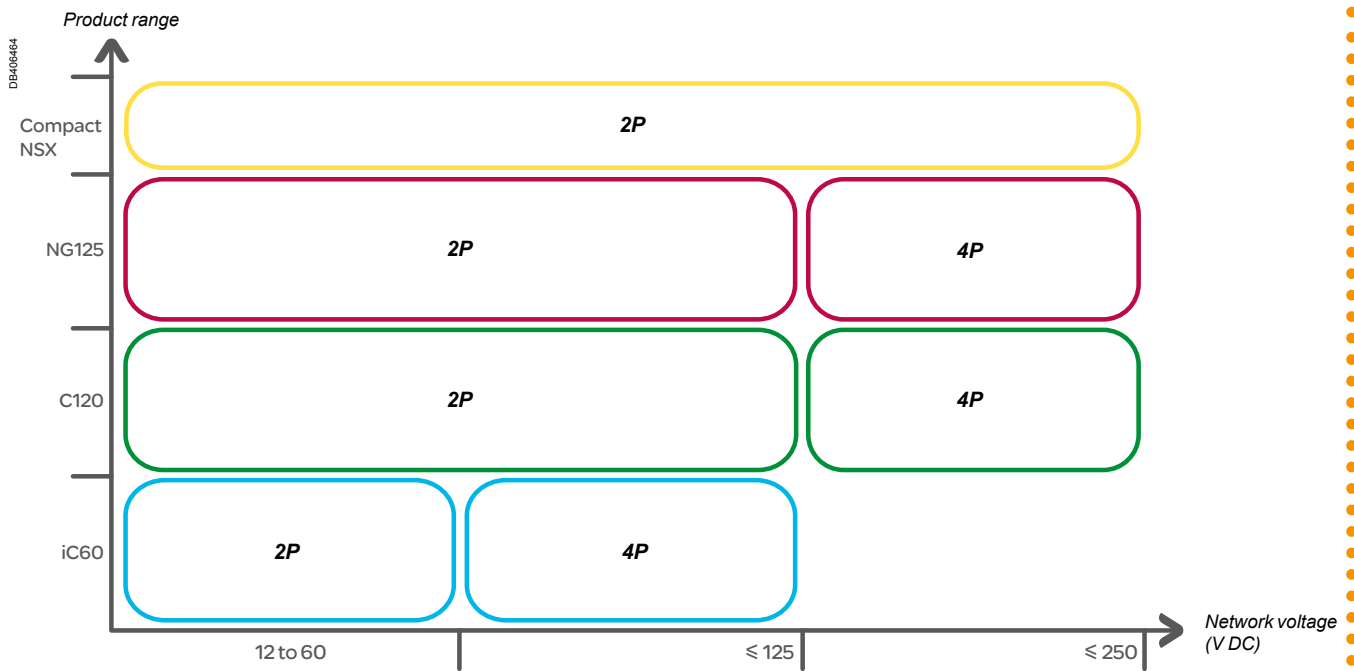 Product range
DB406464
Compact
NSX
2P
NG125
2P
4P
C120
2P
4P
iC60
2P
4P
12 to 60
⩽ 125
⩽ 250
Network voltage
(V DC)